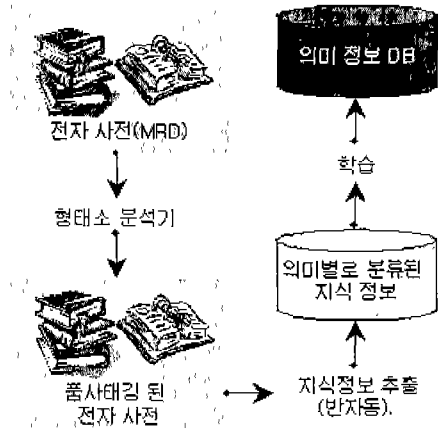 전자 사전(MRD)
형태소 분석기
품사태깅 된
전자 사전
지식정보 추출
(반자동).
의미별로 분류된
지식 정보
학습
의미 정보 DB